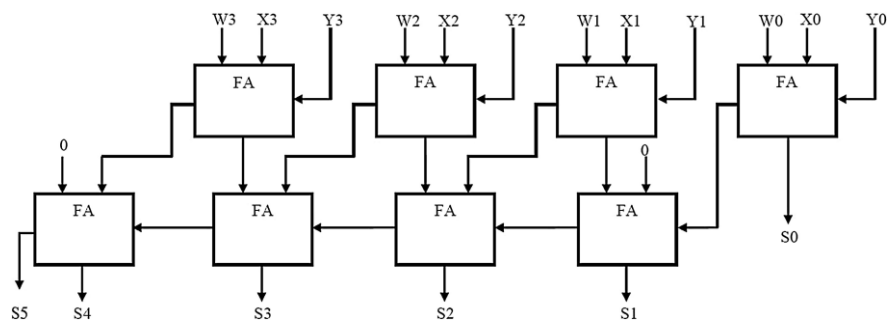 W3 X3 Y3 W2 X2 Y2 W1 X1 Y1 W0 X0 Y0
FA FA FA FA
0 0
FA FA FA FA
S0
S5 S4 S3 S2 S1